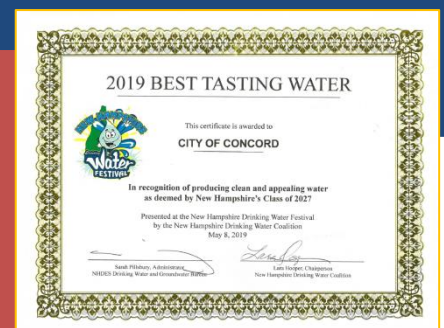 2019 BEST TASTING WATER
This certificate is awarded to
CITY OF CONCORD
Water
FESTIVAL
In recognition of producing clean and appealing water
as deemed by New Hampshire's Class of 2027
Presented at the New Hampshire Drinking Water Festival
by the New Hampshire Drinking Water Coalition
May 8, 2019
Sarah Pillsbury, Administrator
NHDES Drinking Water and Groundwater Bureau
Lara Hooper, Chairperson
New Hampshire Drinking Water Coalition